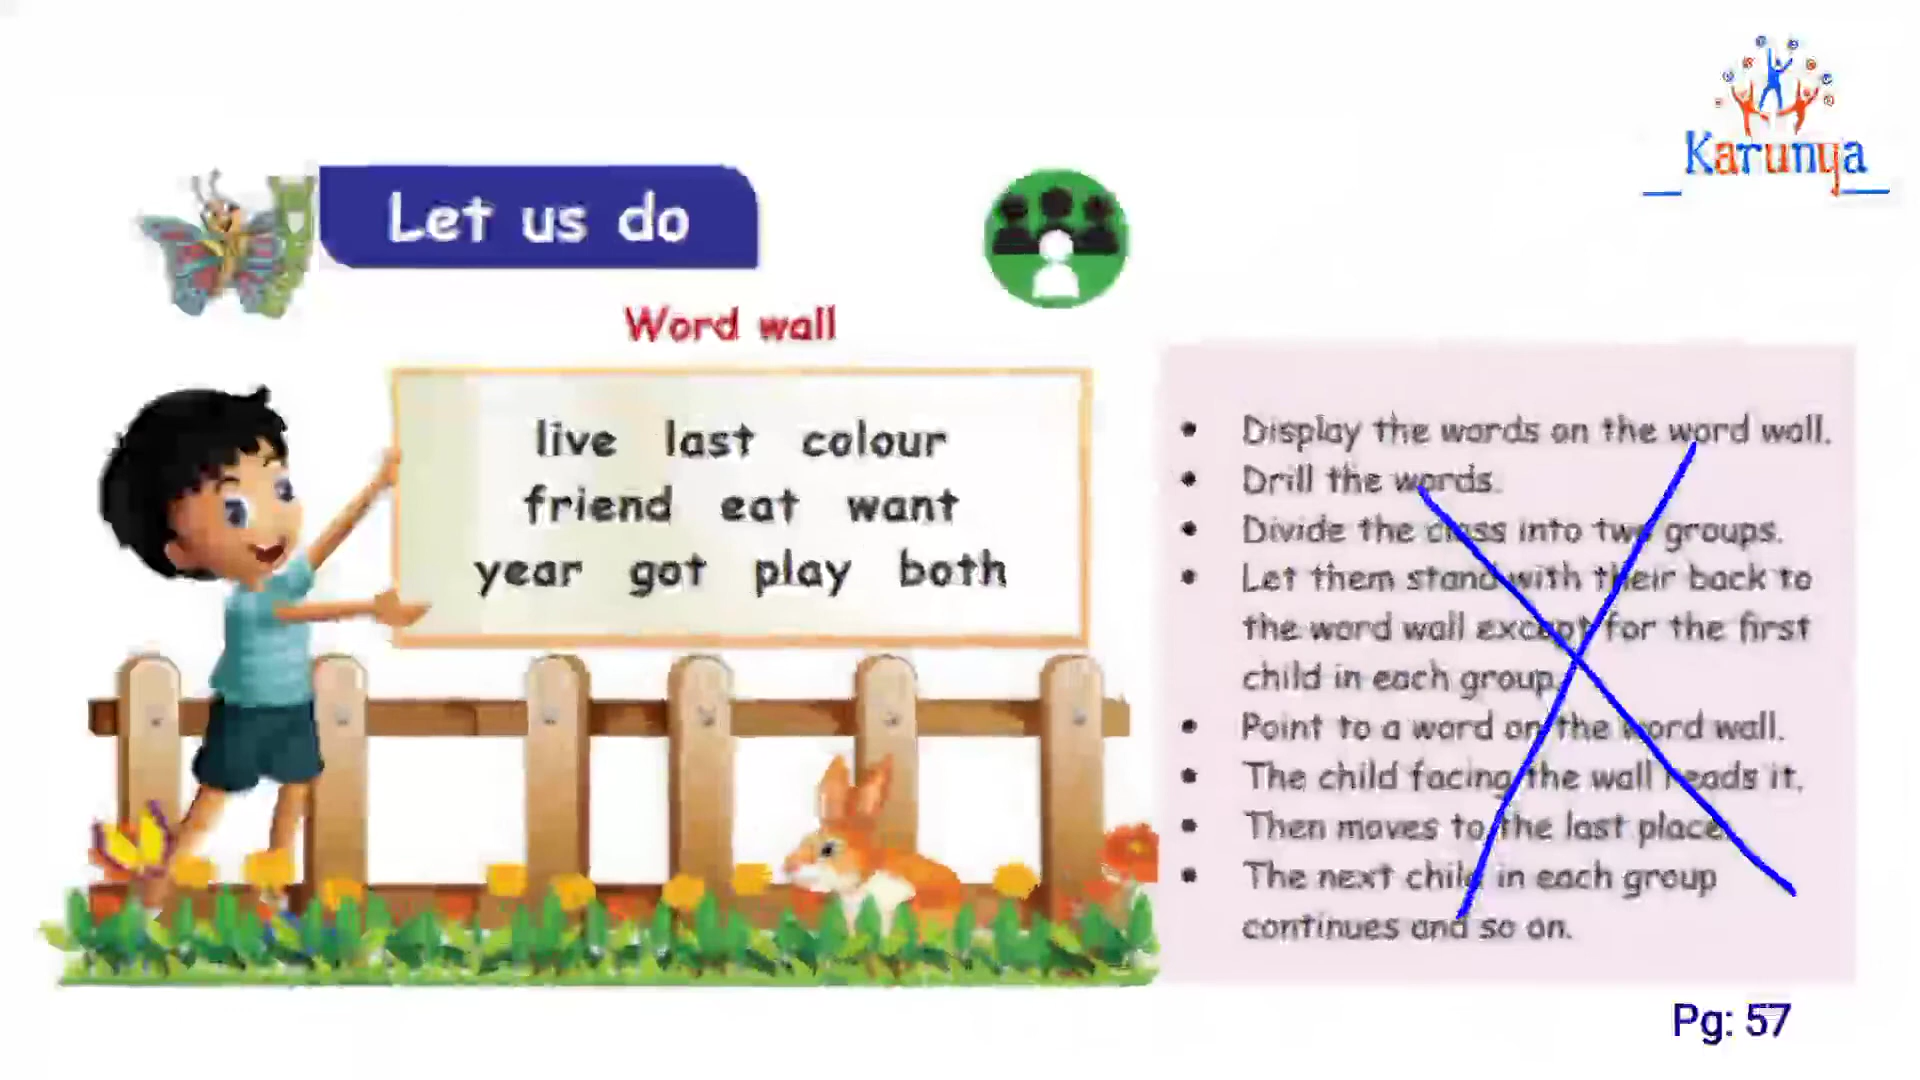 Karunya
Let us do
Word wall
live last colour
friend eat want
year got play both
• Display the words on the word wall.
• Drill the words.
• Divide the class into two groups.
• Let them stand with their back to
the word wall except for the first
child in each group.
• Point to a word on the word wall.
• The child facing the wall reads it.
• Then moves to the last place.
• The next child in each group
continues and so on.
Pg: 57